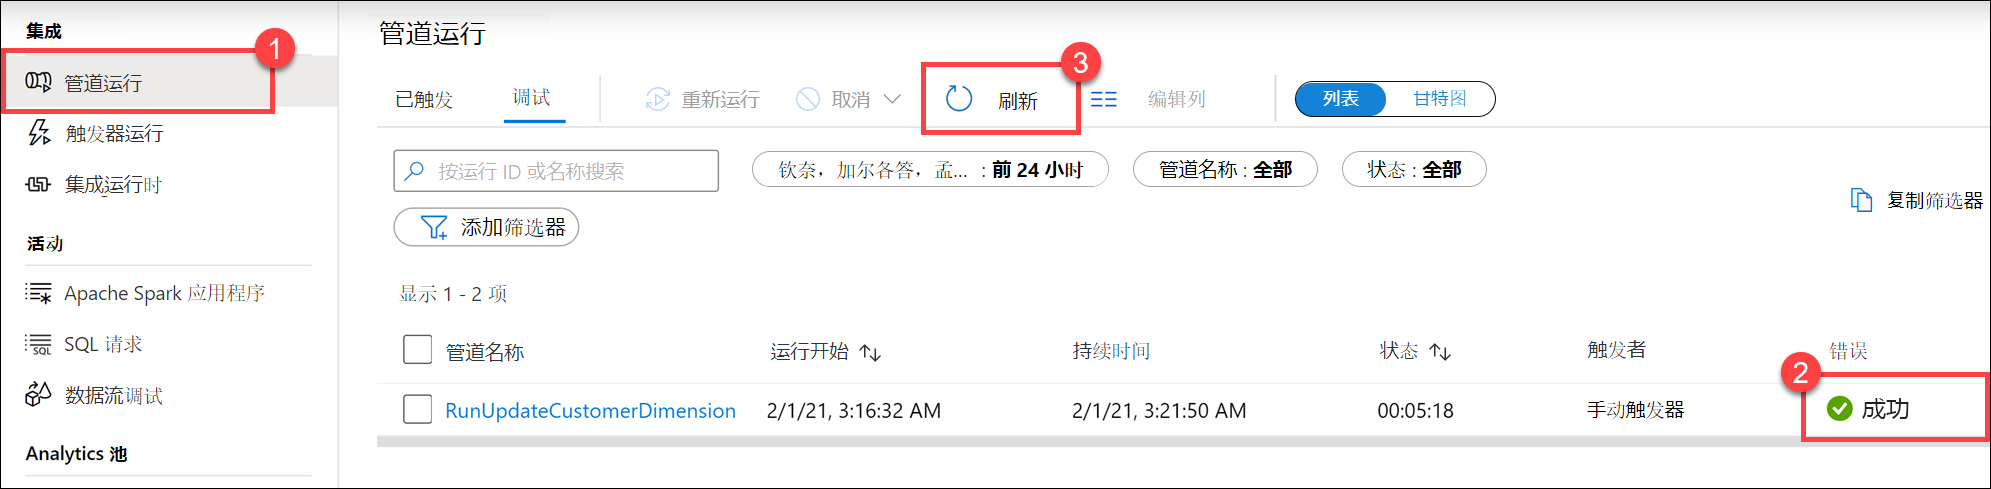 集成
1
管道运行
触发器运行
集成运行时
活动
Apache Spark 应用程序
SQL 请求
数据流调试
Analytics 池
管道运行
已触发 调试 重新运行 取消 3 刷新 编辑列 列表 甘特图
按运行 ID 或名称搜索 钦奈，加尔各答，孟... : 前 24 小时 管道名称 : 全部 状态 : 全部
复制筛选器
添加筛选器
显示 1 - 2 项
管道名称 运行开始 持续时间 状态 触发者 错误
2
RunUpdateCustomerDimension 2/1/21, 3:16:32 AM 2/1/21, 3:21:50 AM 00:05:18 手动触发器 成功